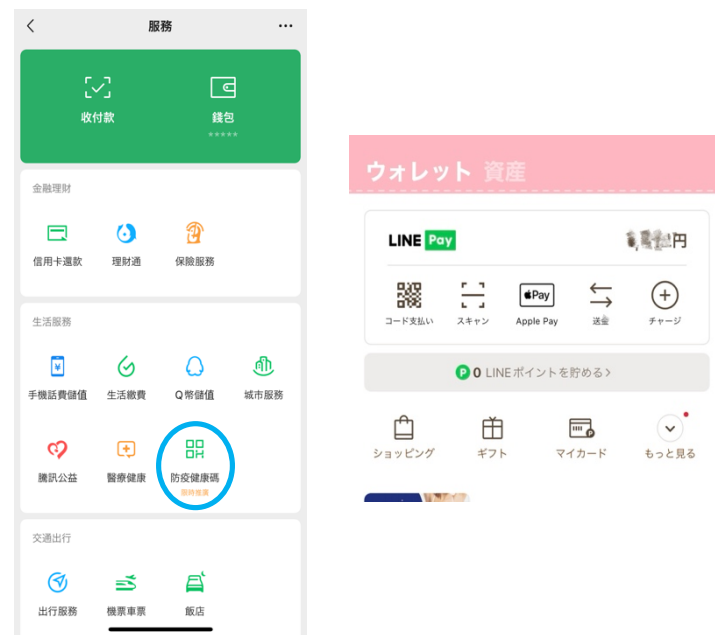 服務
收付款
錢包
*****
金融理財
信用卡還款
理財通
保險服務
生活服務
手機話費儲值
生活繳費
Q幣儲值
城市服務
騰訊公益
醫療健康
防疫健康碼
限時推廣
交通出行
出行服務
機票車票
飯店
ウォレット 資産
LINE Pay
円
コード支払い
スキャン
Pay
Apple Pay
送金
チャージ
P 0 LINEポイントを貯める>
ショッピング
ギフト
マイカード
もっと見る